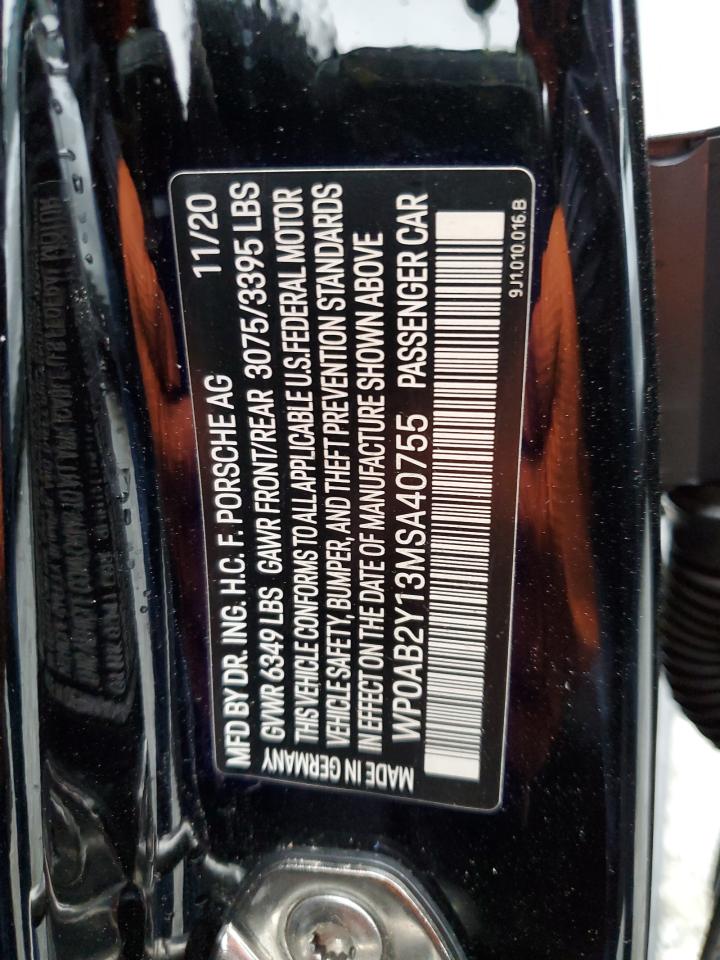 MFD BY DR. ING. H.C. F. PORSCHE AG 11/20
GVWR 6349 LBS GAWR FRONT/REAR 3075/3395 LBS
THIS VEHICLE CONFORMS TO ALL APPLICABLE U.S. FEDERAL MOTOR
VEHICLE SAFETY, BUMPER, AND THEFT PREVENTION STANDARDS
IN EFFECT ON THE DATE OF MANUFACTURE SHOWN ABOVE
WP0AB2Y13MSA40755 PASSENGER CAR
MADE IN GERMANY
9J1.010.016.B